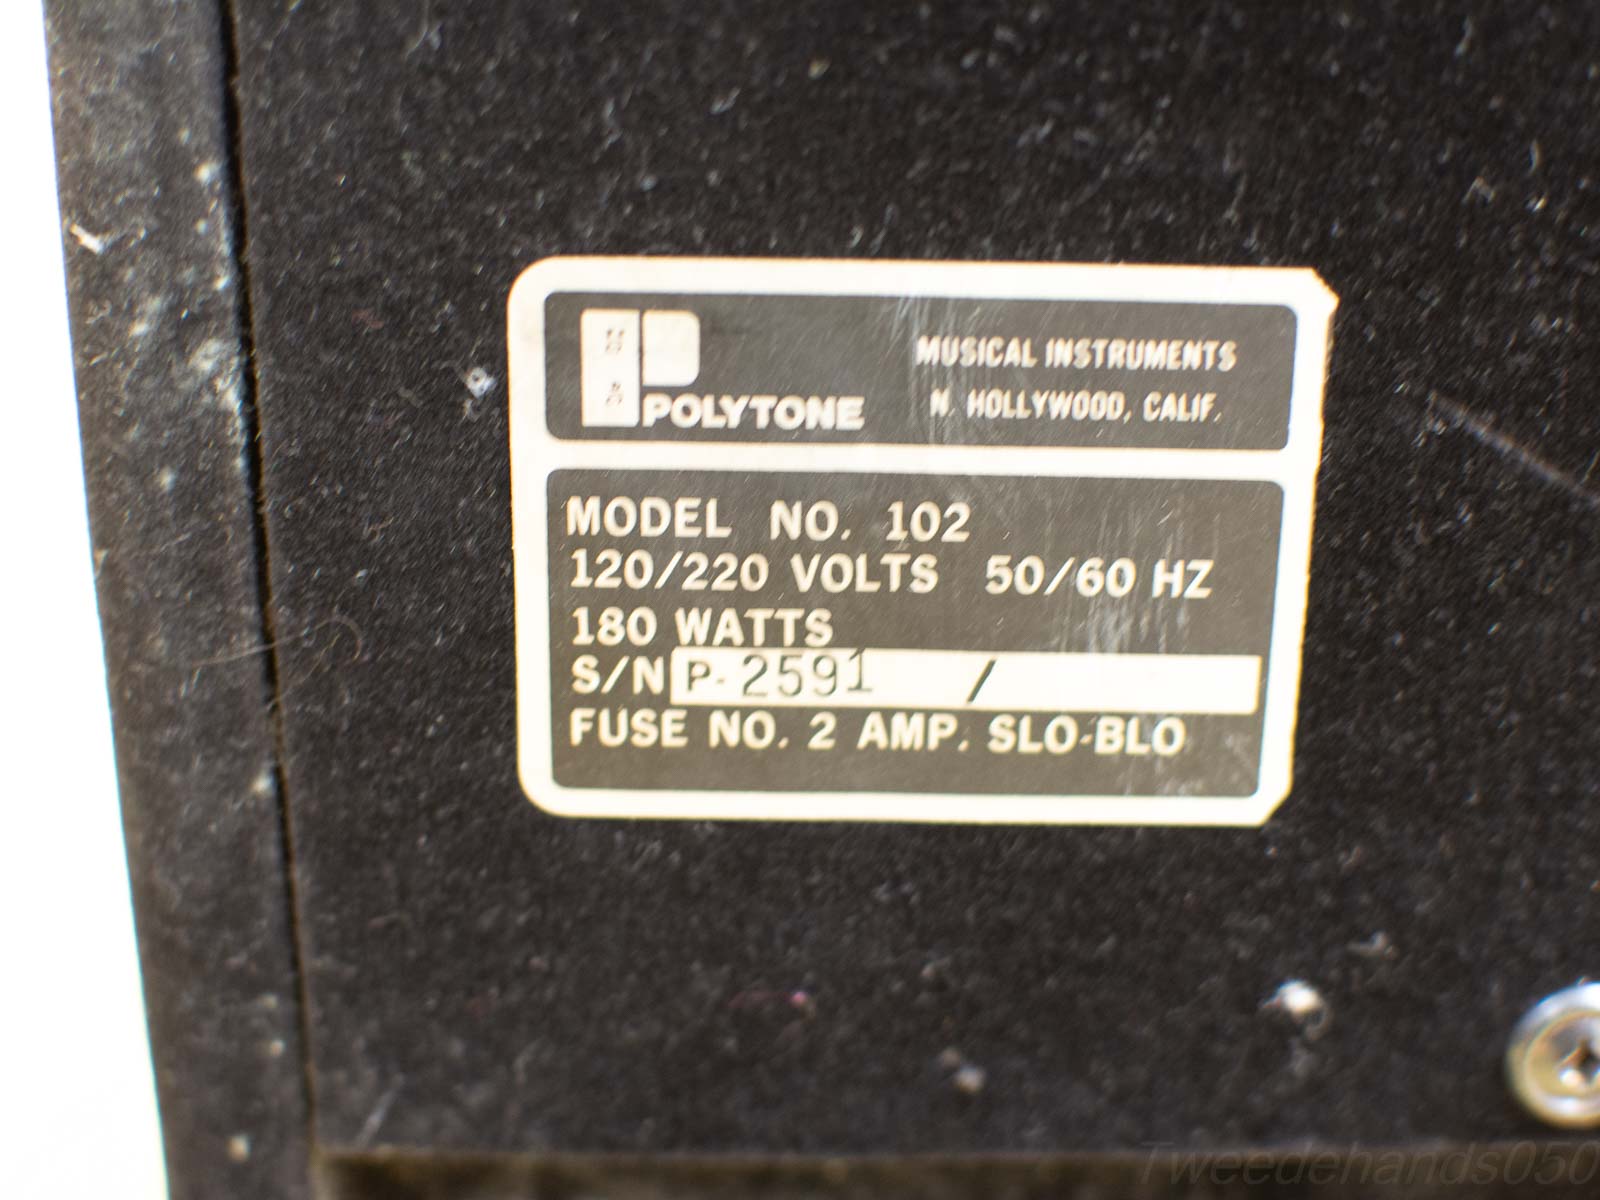 POLYTONE
MUSICAL INSTRUMENTS
N. HOLLYWOOD, CALIF.
MODEL NO. 102
120/220 VOLTS 50/60 HZ
180 WATTS
S/N P-2591 /
FUSE NO. 2 AMP. SLO-BLO
Tweedehands050